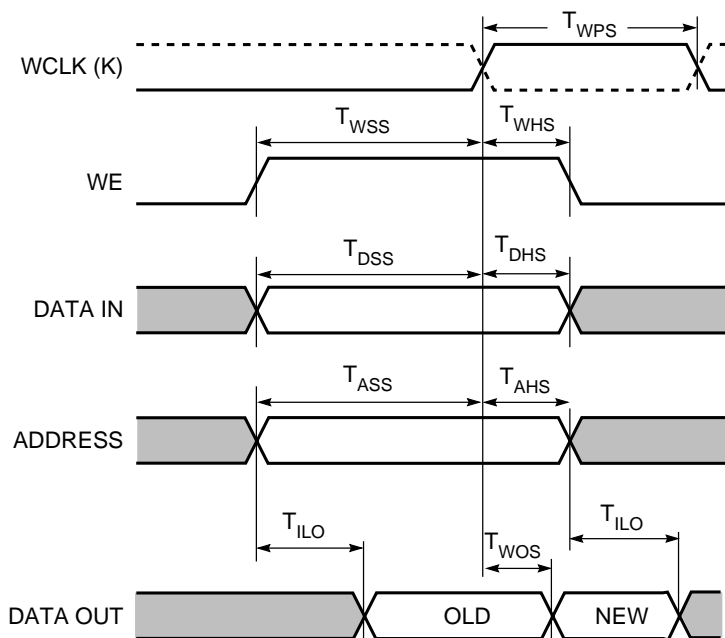 T_WPS
WCLK (K)
T_WSS T_WHS
WE
T_DSS T_DHS
DATA IN
T_ASS T_AHS
ADDRESS
T_ILO T_WOS T_ILO
DATA OUT OLD NEW